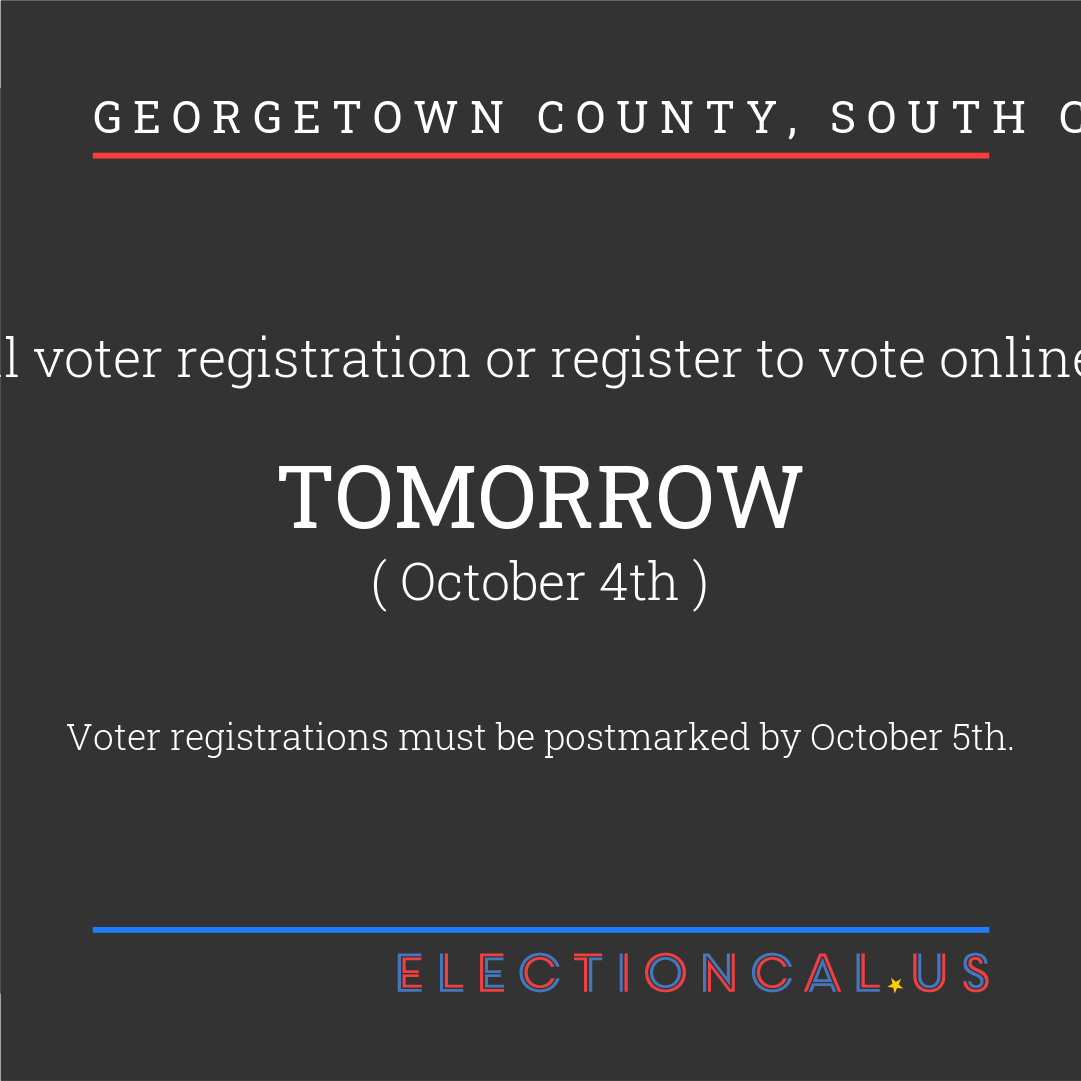 GEORGETOWN COUNTY, SOUTH C
l voter registration or register to vote online
TOMORROW
( October 4th )
Voter registrations must be postmarked by October 5th.
ELECTIONCAL.US